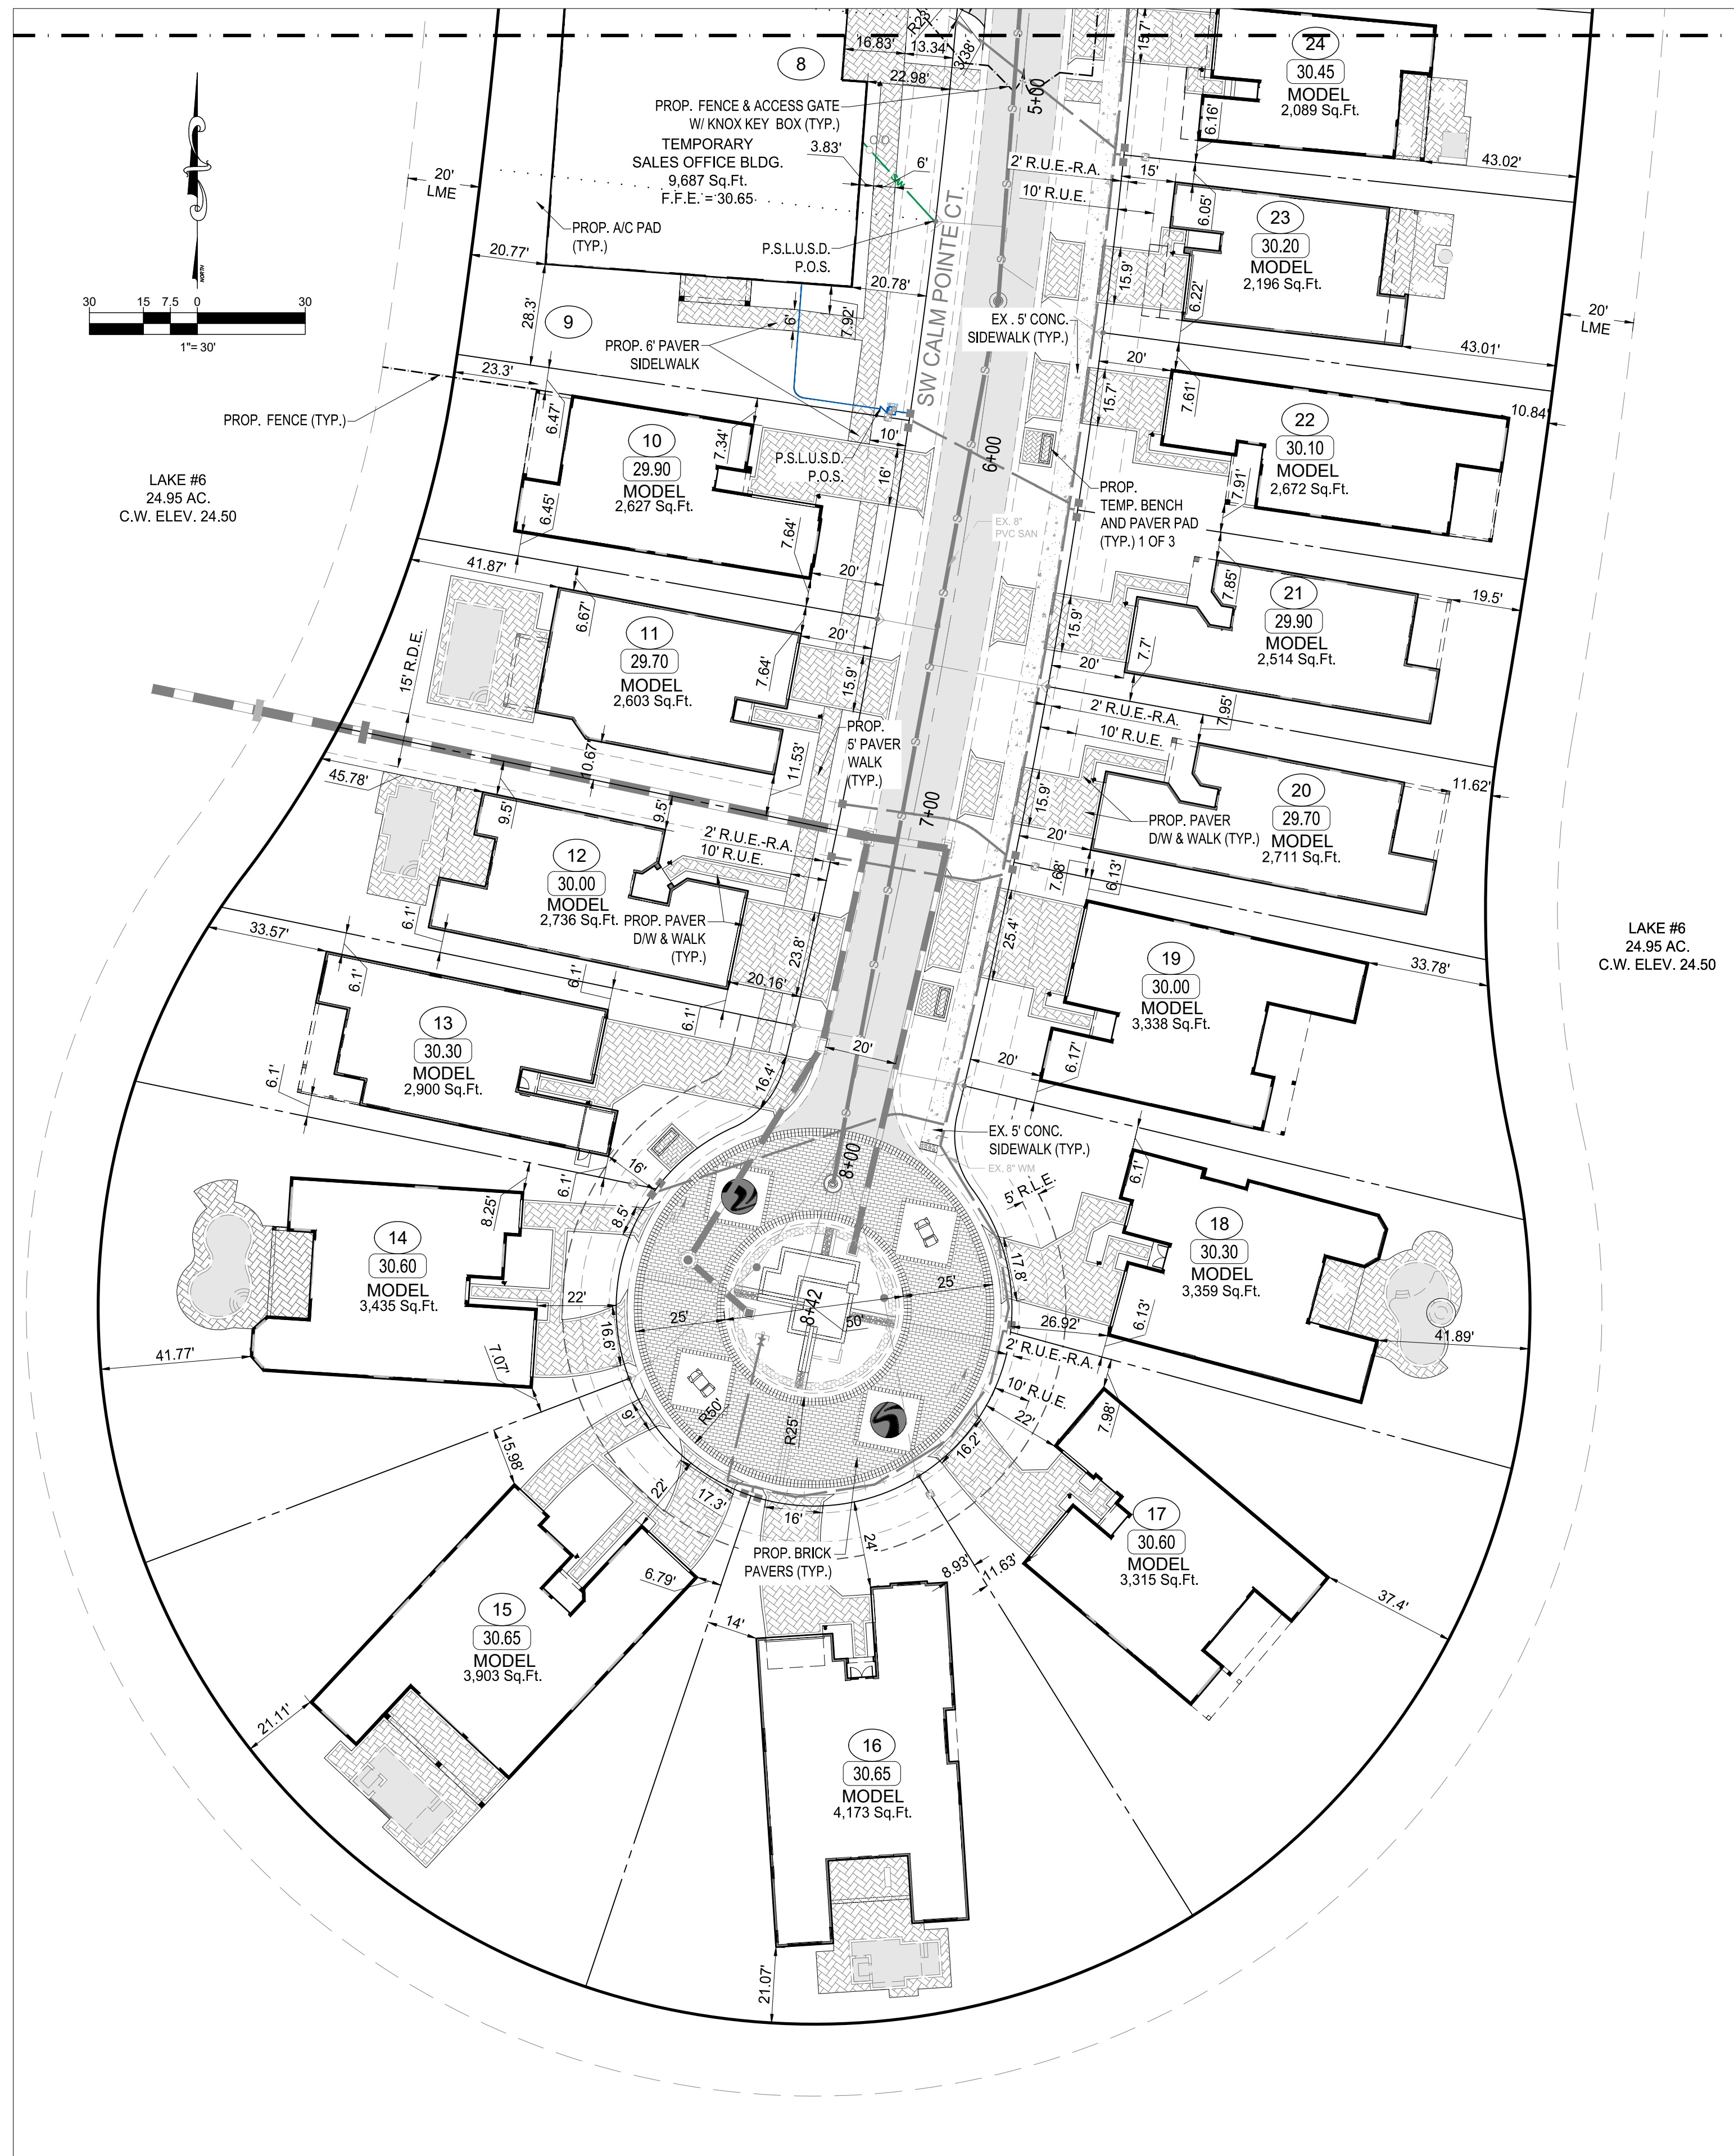 16.83'
13.34'
R23'
3.38'
22.98'
8
PROP. FENCE & ACCESS GATE
W/ KNOX KEY BOX (TYP.)
TEMPORARY
SALES OFFICE BLDG.
9,687 Sq.Ft.
F.F.E. = 30.65
3.83'
6'
C/O
SAN
5+00
15.7'
24
30.45
MODEL
2,089 Sq.Ft.
6.16'
43.02'
2' R.U.E.-R.A.
15'
10' R.U.E.
NORTH
30 15 7.5 0 30
1"= 30'
20'
LME
PROP. A/C PAD
(TYP.)
P.S.L.U.S.D.
P.O.S.
SW CALM POINTE CT.
6.05'
23
30.20
MODEL
2,196 Sq.Ft.
15.9'
6.22'
20'
LME
43.01'
20.77'
28.3'
20.78'
9
6'
7.92'
PROP. 6' PAVER
SIDELWALK
EX . 5' CONC.
SIDEWALK (TYP.)
23.3'
PROP. FENCE (TYP.)
6.47'
7.34'
10'
20'
15.7'
7.61'
10.84'
22
30.10
MODEL
2,672 Sq.Ft.
10
29.90
MODEL
2,627 Sq.Ft.
P.S.L.U.S.D.
P.O.S.
16'
6+00
LAKE #6
24.95 AC.
C.W. ELEV. 24.50
6.45'
7.64'
EX. 8"
PVC SAN
PROP.
TEMP. BENCH
AND PAVER PAD
(TYP.) 1 OF 3
7.91'
41.87'
20'
6.67'
7.85'
21
29.90
MODEL
2,514 Sq.Ft.
19.5'
11
29.70
MODEL
2,603 Sq.Ft.
20'
7.64'
15.9'
15.9'
7.7'
20'
15' R.D.E.
PROP.
5' PAVER
WALK
(TYP.)
2' R.U.E.-R.A.
10' R.U.E.
7.95'
10.67'
11.53'
45.78'
9.5'
9.5'
7+00
15.9'
20
29.70
MODEL
2,711 Sq.Ft.
11.62'
PROP. PAVER
D/W & WALK (TYP.)
20'
2' R.U.E.-R.A.
10' R.U.E.
12
30.00
MODEL
2,736 Sq.Ft.
PROP. PAVER
D/W & WALK
(TYP.)
7.68'
6.13'
6.1'
23.8'
25.4'
33.57'
20.16'
6.1'
6.1'
6.1'
19
30.00
MODEL
3,338 Sq.Ft.
33.78'
LAKE #6
24.95 AC.
C.W. ELEV. 24.50
13
30.30
MODEL
2,900 Sq.Ft.
20'
16.4'
20'
6.17'
6.1'
EX. 5' CONC.
SIDEWALK (TYP.)
EX. 8" WM
8+00
16'
6.1'
8.25'
8.5'
5' R.L.E.
6.1'
14
30.60
MODEL
3,435 Sq.Ft.
18
30.30
MODEL
3,359 Sq.Ft.
17.8'
22'
25'
25'
8+42
50'
16.6'
26.92'
6.13'
41.89'
41.77'
7.07'
2' R.U.E.-R.A.
10' R.U.E.
R50'
R25'
9'
22'
7.98'
15.98'
22'
17.3'
16'
16.2'
24'
PROP. BRICK
PAVERS (TYP.)
17
30.60
MODEL
3,315 Sq.Ft.
6.79'
8.93'
11.63'
37.4'
14'
15
30.65
MODEL
3,903 Sq.Ft.
21.11'
16
30.65
MODEL
4,173 Sq.Ft.
21.07'